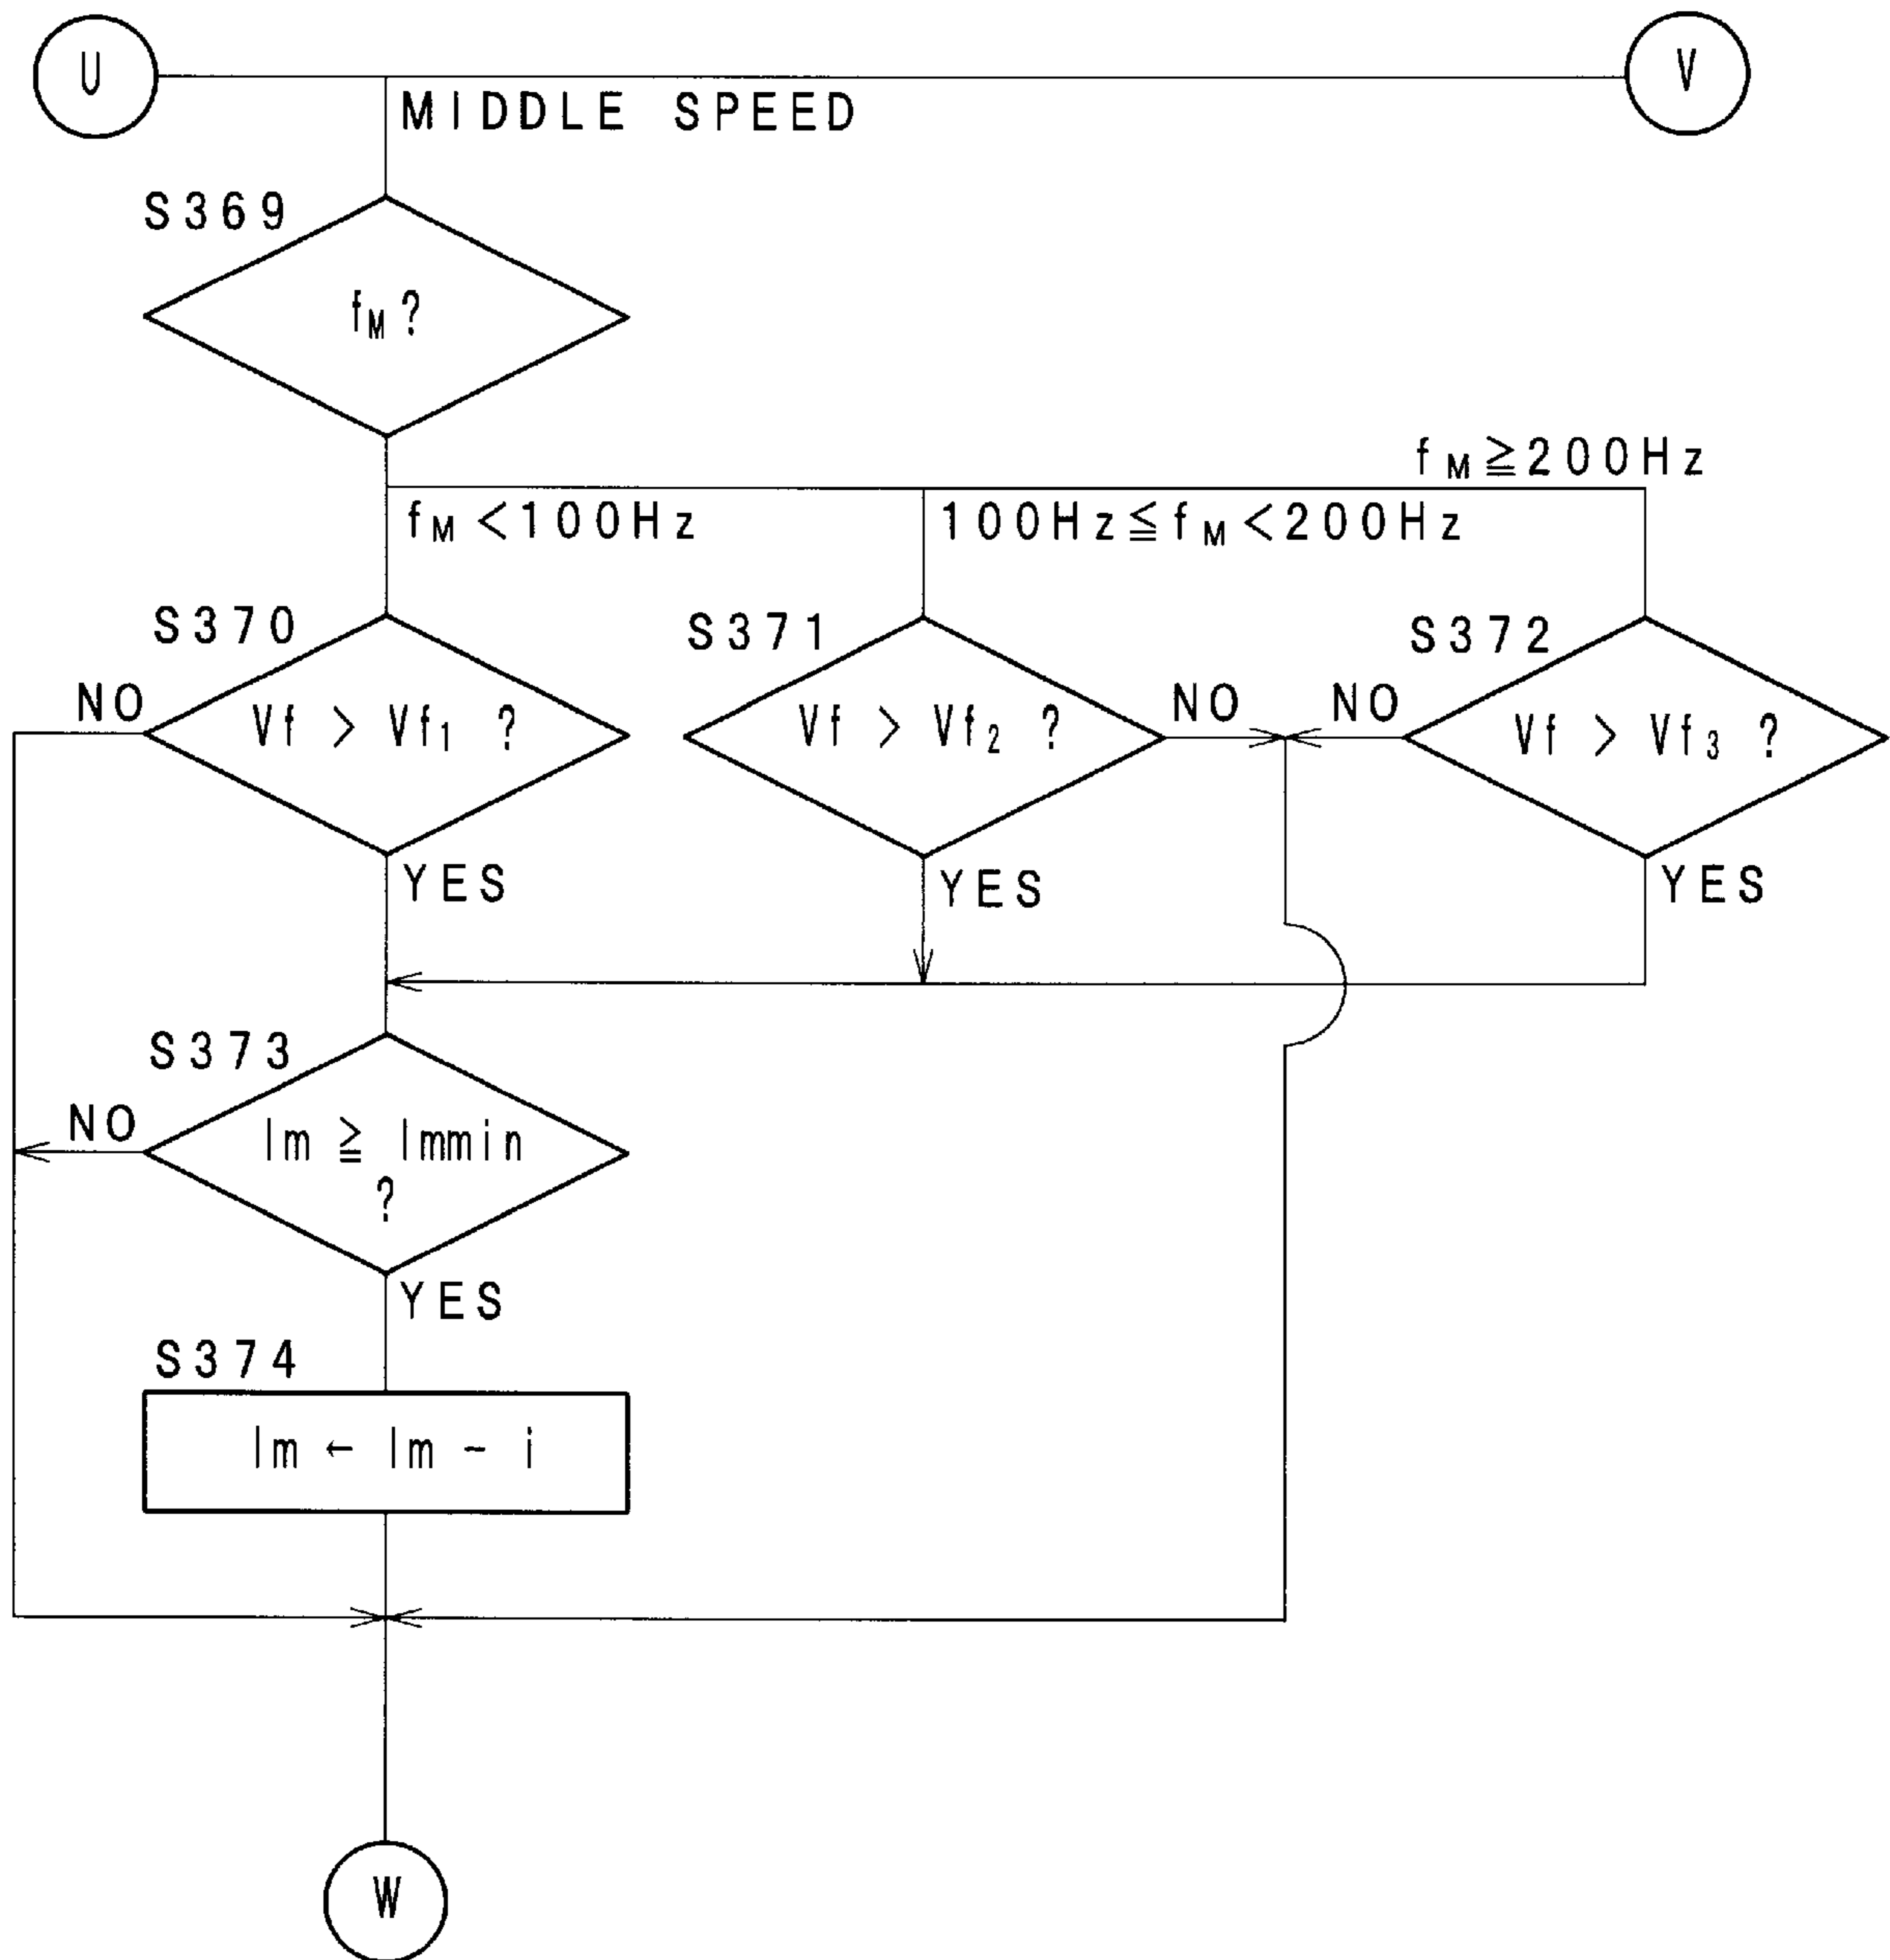 U
V
MIDDLE SPEED
S369
fM?
fM≧200Hz
fM<100Hz
100Hz≦fM<200Hz
S370
S371
S372
NO
Vf > Vf1 ?
Vf > Vf2 ?
NO
NO
Vf > Vf3 ?
YES
YES
YES
S373
NO
Im ≧ Immin
?
YES
S374
Im ← Im - i
W